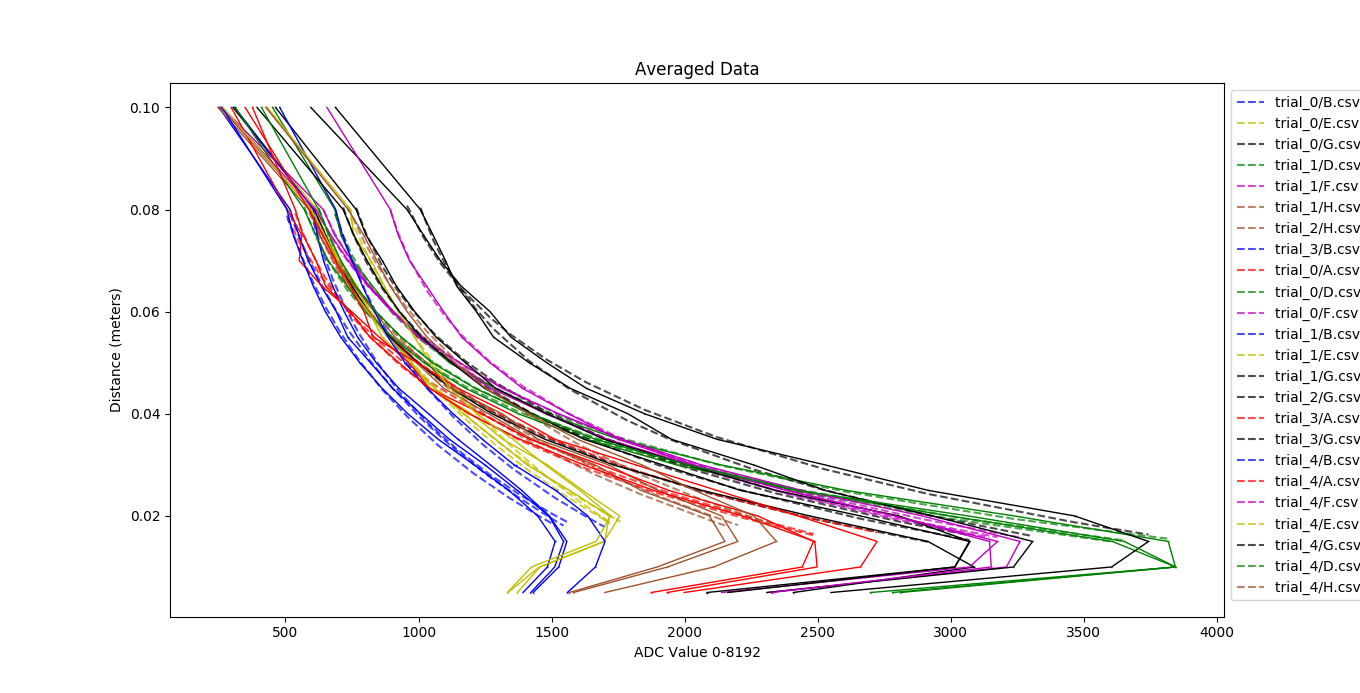 Averaged Data
0.10
0.08
0.06
0.04
0.02
Distance (meters)
500
1000
1500
2000
2500
3000
3500
4000
ADC Value 0-8192
trial_0/B.csv
trial_0/E.csv
trial_0/G.csv
trial_1/D.csv
trial_1/F.csv
trial_1/H.csv
trial_2/H.csv
trial_3/B.csv
trial_0/A.csv
trial_0/D.csv
trial_0/F.csv
trial_1/B.csv
trial_1/E.csv
trial_1/G.csv
trial_2/G.csv
trial_3/A.csv
trial_3/G.csv
trial_4/B.csv
trial_4/A.csv
trial_4/F.csv
trial_4/E.csv
trial_4/G.csv
trial_4/D.csv
trial_4/H.csv